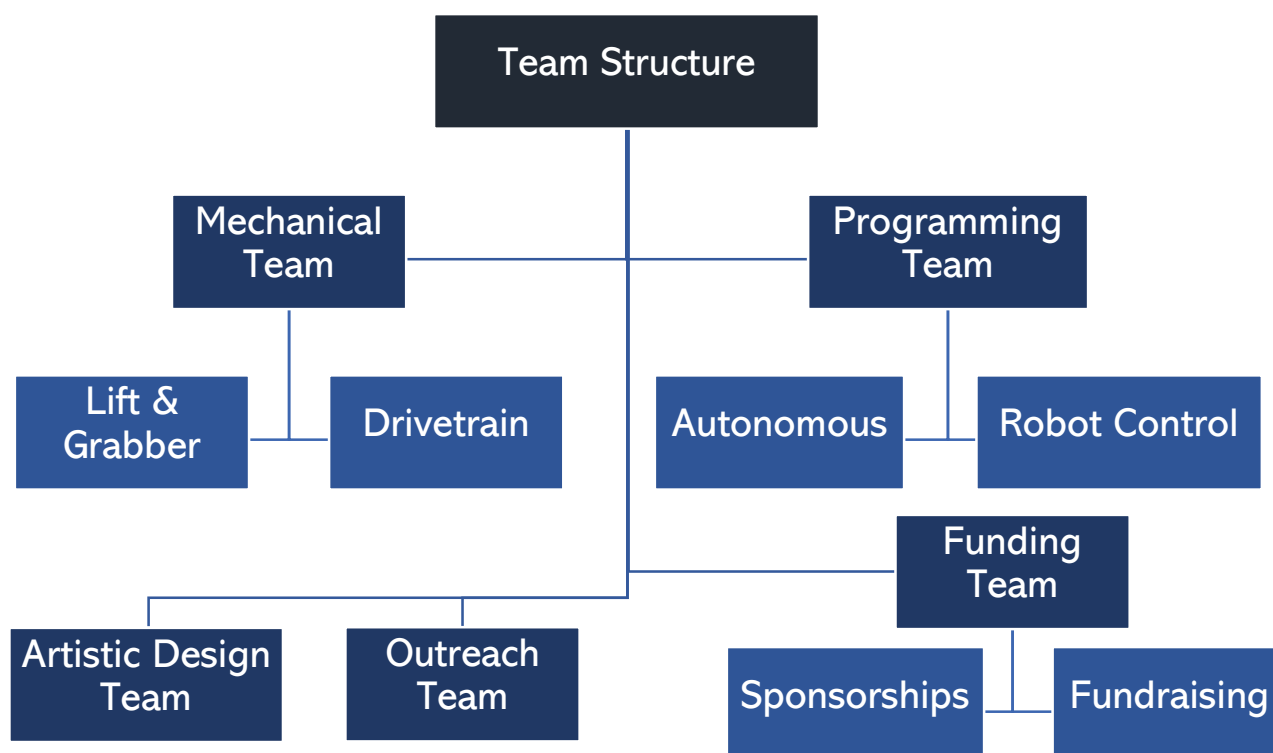 Team Structure
Mechanical
Team
Programming
Team
Lift &
Grabber
Drivetrain
Autonomous
Robot Control
Funding
Team
Artistic Design
Team
Outreach
Team
Sponsorships
Fundraising